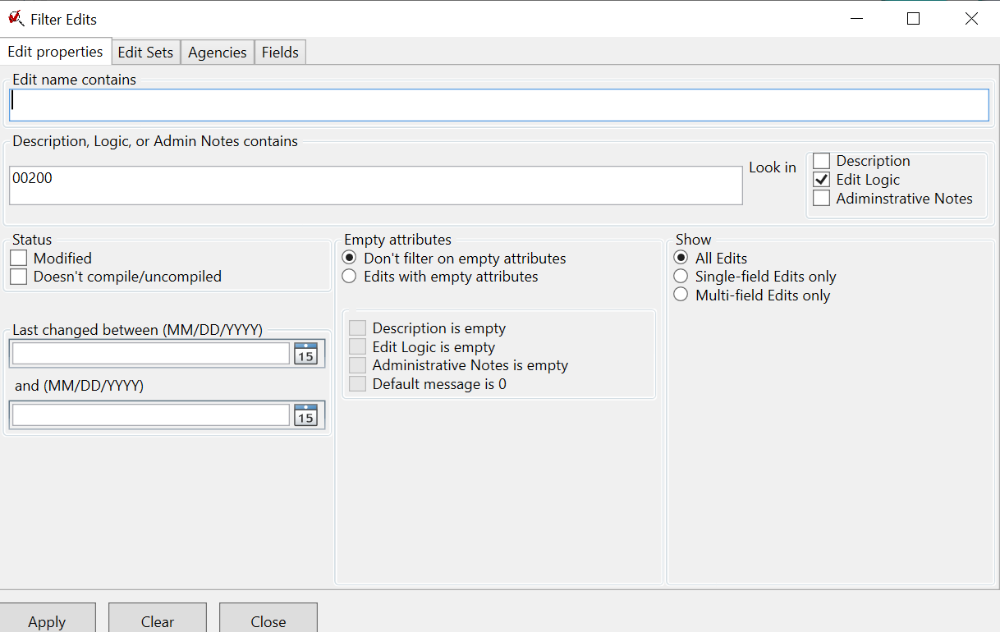 Filter Edits
Edit properties Edit Sets Agencies Fields
Edit name contains
Description, Logic, or Admin Notes contains
00200
Look in
Description
Edit Logic
Adiminstrative Notes
Status
Modified
Doesn't compile/uncompiled
Last changed between (MM/DD/YYYY)
15
and (MM/DD/YYYY)
15
Empty attributes
Don't filter on empty attributes
Edits with empty attributes
Description is empty
Edit Logic is empty
Administrative Notes is empty
Default message is 0
Show
All Edits
Single-field Edits only
Multi-field Edits only
Apply Clear Close